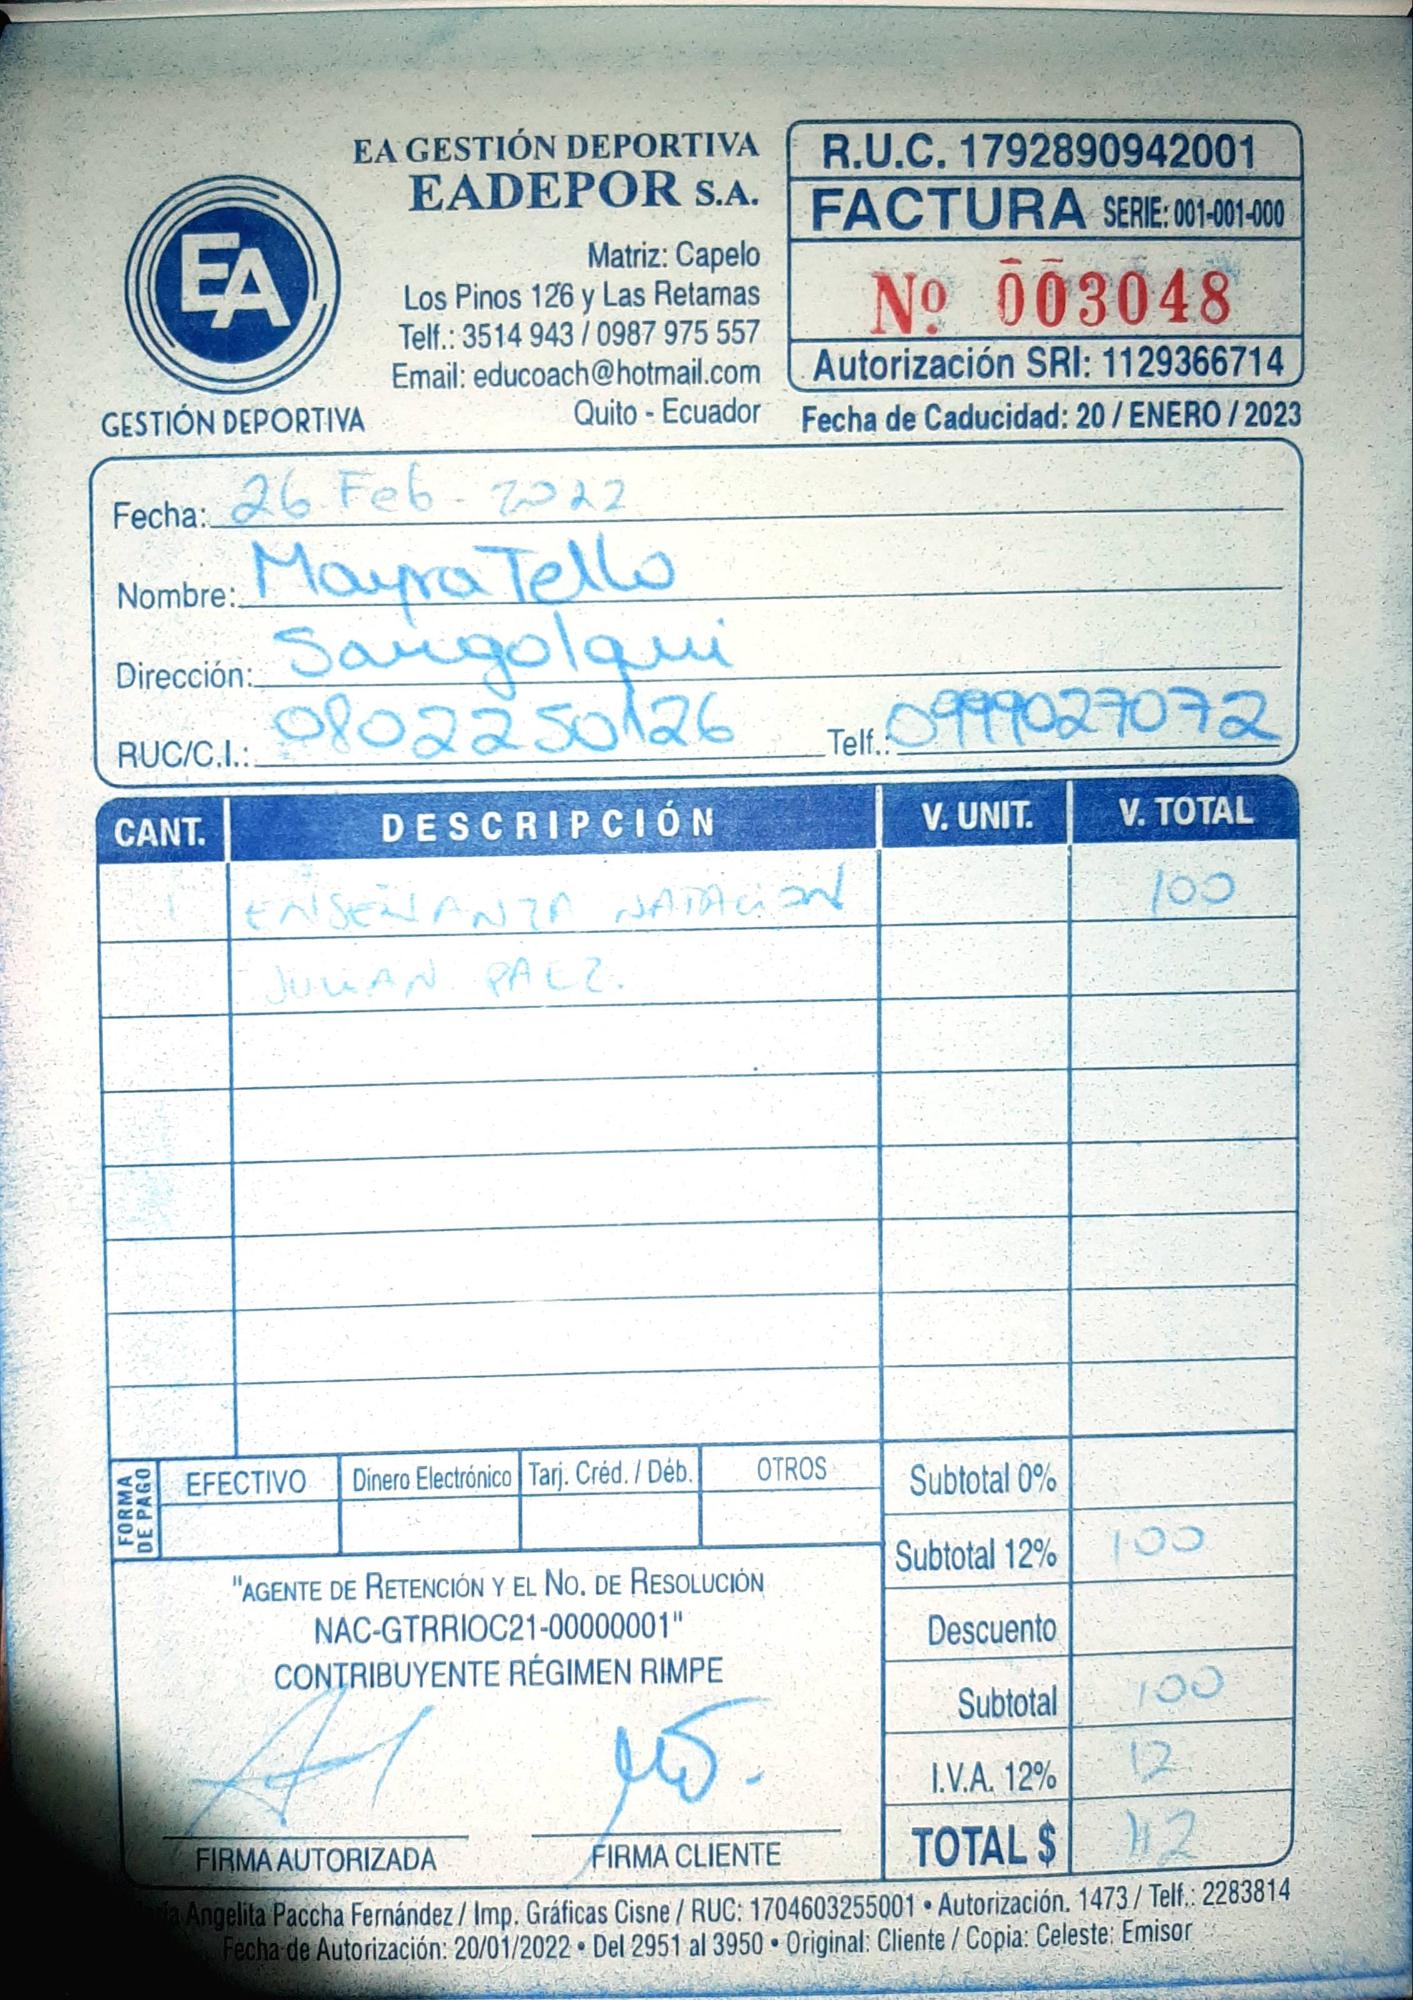 EA GESTIÓN DEPORTIVA
EADEPOR S.A.
EA
GESTIÓN DEPORTIVA
Matriz: Capelo
Los Pinos 126 y Las Retamas
Telf.: 3514 943 / 0987 975 557
Email: educoach@hotmail.com
Quito - Ecuador
R.U.C. 1792890942001
FACTURA SERIE: 001-001-000
Nº 003048
Autorización SRI: 1129366714
Fecha de Caducidad: 20 / ENERO / 2023
Fecha: 26 Feb - 2022
Nombre: Mayra Tello
Dirección: Sangolqui
RUC/C.I.: 0802250126 Telf.: 0999027072
CANT. DESCRIPCIÓN V. UNIT. V. TOTAL
1 ENSEÑANZA NATACION 100
JULIAN PAEZ.
FORMA DE PAGO
EFECTIVO Dinero Electrónico Tarj. Créd. / Déb. OTROS
Subtotal 0%
Subtotal 12% 100
Descuento
Subtotal 100
I.V.A. 12% 12
TOTAL $ 112
"AGENTE DE RETENCIÓN Y EL NO. DE RESOLUCIÓN
NAC-GTRRIOC21-00000001"
CONTRIBUYENTE RÉGIMEN RIMPE
FIRMA AUTORIZADA FIRMA CLIENTE
Angelita Paccha Fernández / Imp. Gráficas Cisne / RUC: 1704603255001 • Autorización. 1473 / Telf.: 2283814
Fecha de Autorización: 20/01/2022 • Del 2951 al 3950 • Original: Cliente / Copia: Celeste: Emisor